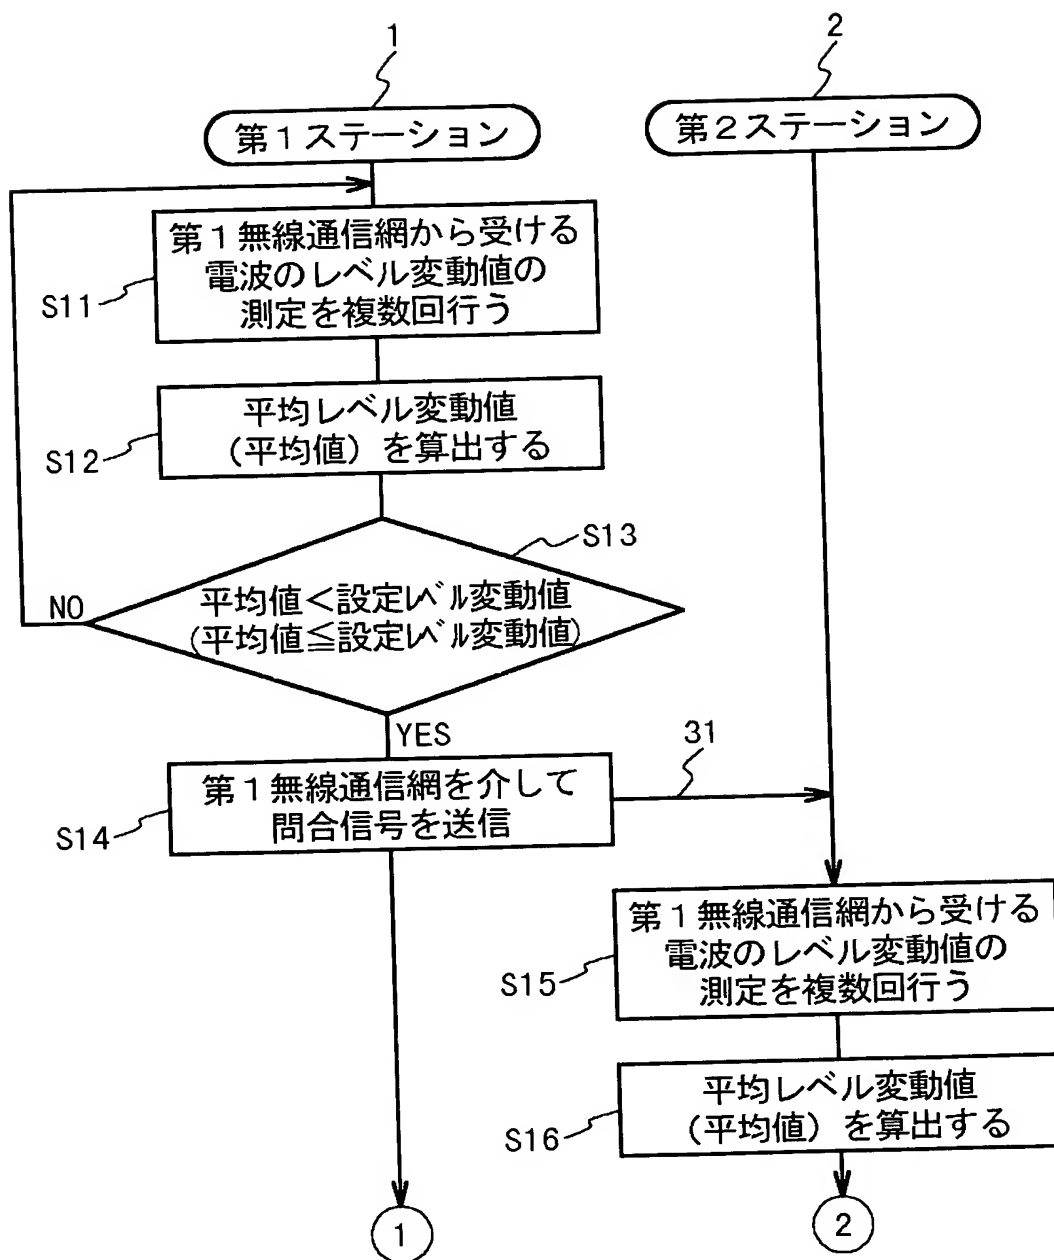 1
2
第1ステーション
第2ステーション
第1無線通信網から受ける
電波のレベル変動値の
測定を複数回行う
S11
平均レベル変動値
(平均値)を算出する
S12
S13
平均値<設定レベル変動値
(平均値≦設定レベル変動値)
NO
YES
31
第1無線通信網を介して
問合信号を送信
S14
第1無線通信網から受ける
電波のレベル変動値の
測定を複数回行う
S15
平均レベル変動値
(平均値)を算出する
S16
1
2